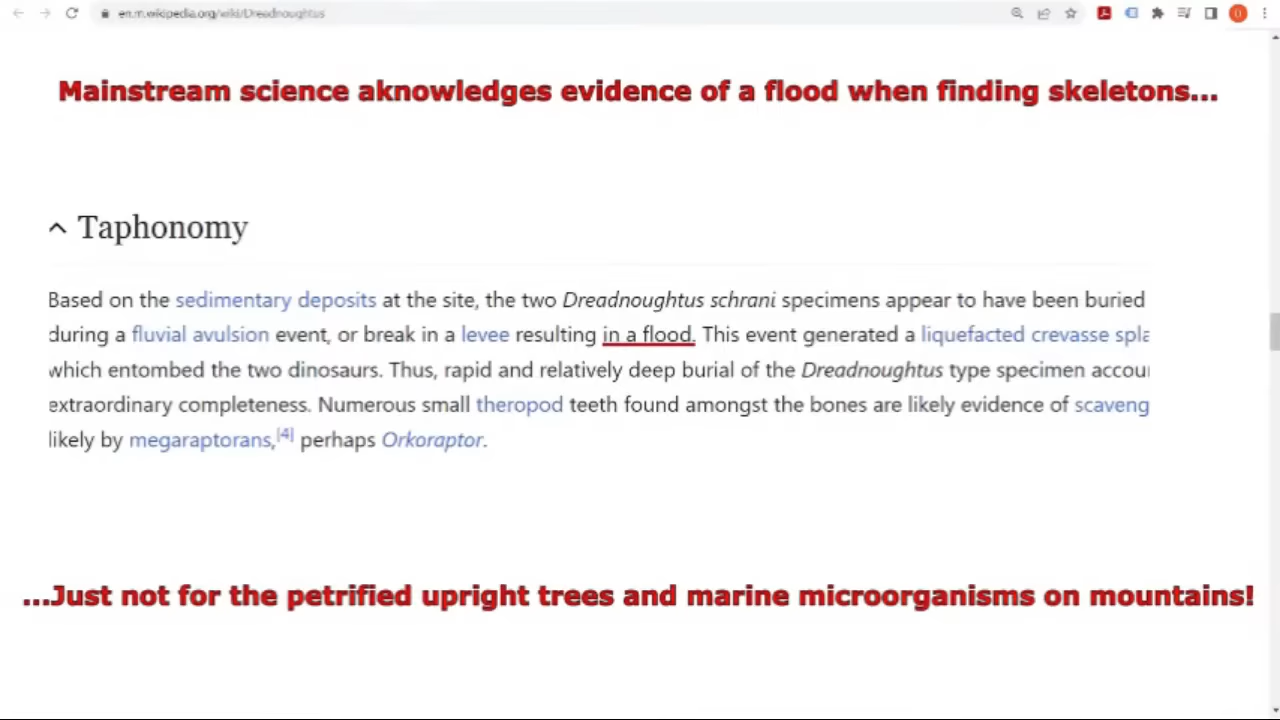 en.m.wikipedia.org/wiki/Dreadnoughtus
Mainstream science aknowledges evidence of a flood when finding skeletons...
Taphonomy
Based on the sedimentary deposits at the site, the two Dreadnoughtus schrani specimens appear to have been buried
during a fluvial avulsion event, or break in a levee resulting in a flood. This event generated a liquefacted crevasse spla
which entombed the two dinosaurs. Thus, rapid and relatively deep burial of the Dreadnoughtus type specimen accou
extraordinary completeness. Numerous small theropod teeth found amongst the bones are likely evidence of scaveng
likely by megaraptorans,[4] perhaps Orkoraptor.
...Just not for the petrified upright trees and marine microorganisms on mountains!